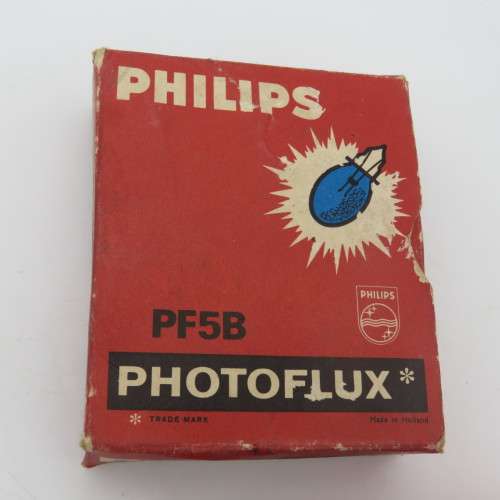 PHILIPS
PHILIPS
PF5B
PHOTOFLUX*
* TRADE MARK Made in Holland